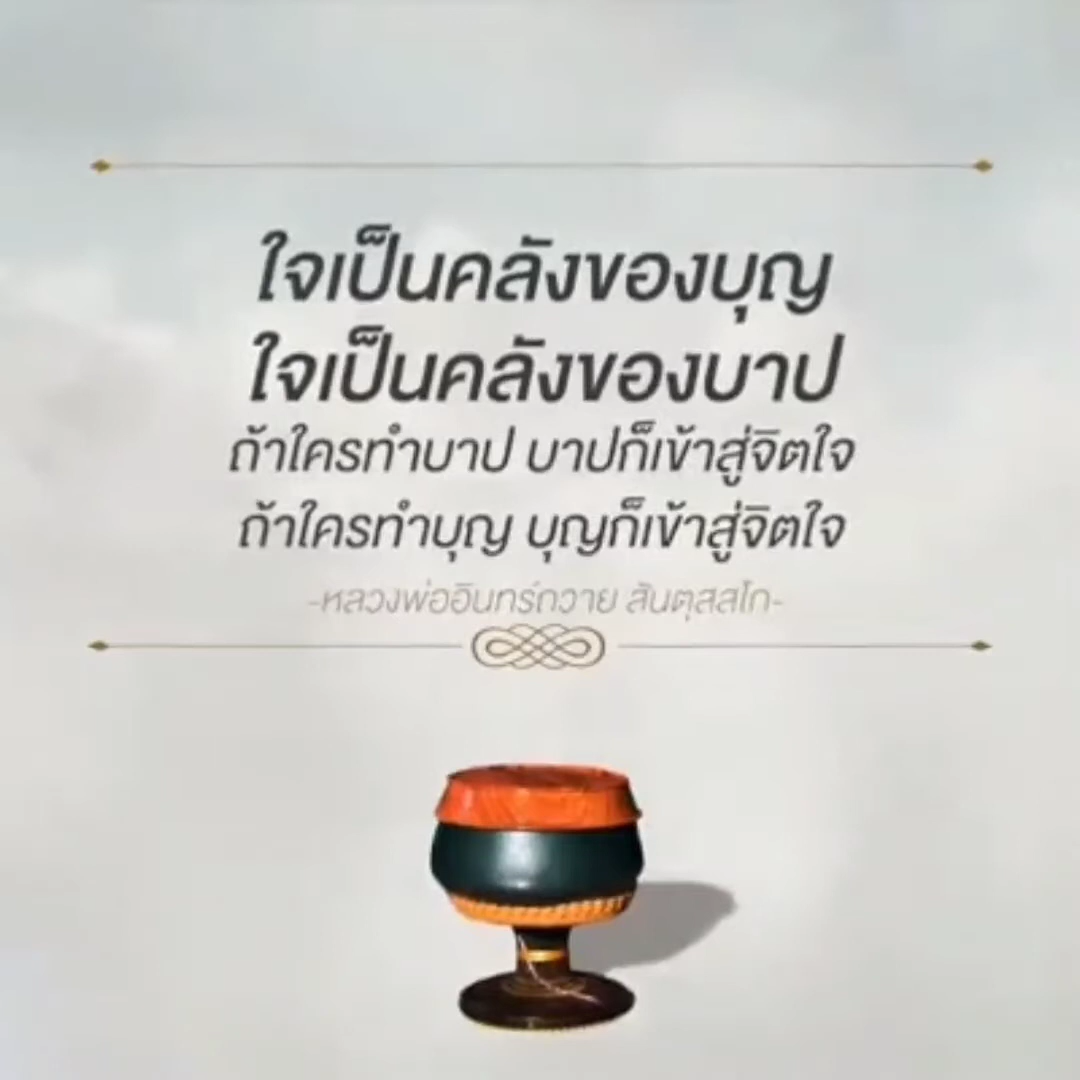 ใจเป็นคลังของบุญ
ใจเป็นคลังของบาป
ถ้าใครทำบาป บาปก็เข้าสู่จิตใจ
ถ้าใครทำบุญ บุญก็เข้าสู่จิตใจ
-หลวงพ่ออินทร์ถวาย สันตุสสโก-